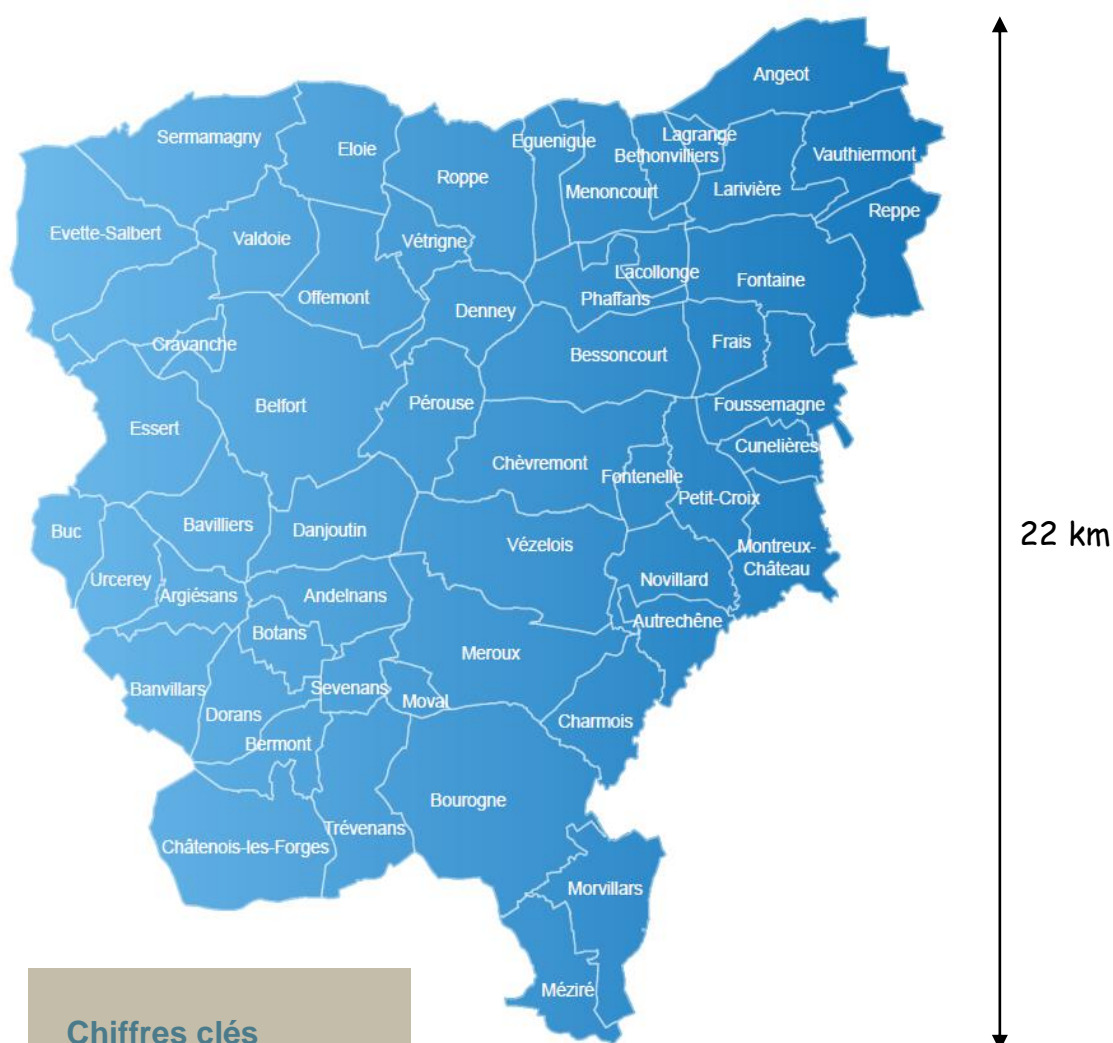 Angeot
Sermamagny
Eloie
Eguenigue
Lagrange
Bethonvilliers
Vauthiermont
Roppe
Menoncourt
Larivière
Reppe
Evette-Salbert
Valdoie
Vétrigne
Lacollonge
Fontaine
Offemont
Denney
Phaffans
Cravanche
Bessoncourt
Frais
Belfort
Pérouse
Foussemagne
Essert
Cunelières
Chèvremont
Fontenelle
Petit-Croix
Buc
Bavilliers
Danjoutin
Vézelois
Montreux-
Château
22 km
Urcerey
Argiésans
Andelnans
Novillard
Autrechêne
Botans
Meroux
Banvillars
Sevenans
Moval
Dorans
Charmois
Bermont
Bourogne
Trévenans
Châtenois-les-Forges
Morvillars
Méziré
Chiffres clés